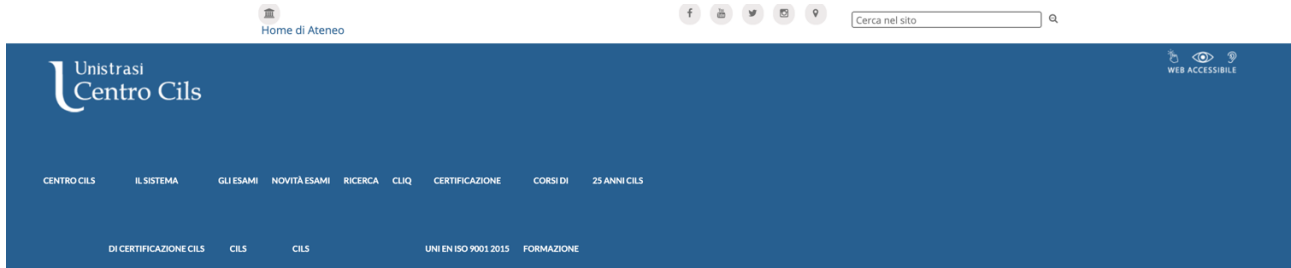 Home di Ateneo
Cerca nel sito
WEB ACCESSIBILE
Unistrasi
Centro Cils
CENTRO CILS IL SISTEMA GLI ESAMI NOVITÀ ESAMI RICERCA CLIQ CERTIFICAZIONE CORSI DI 25 ANNI CILS
DI CERTIFICAZIONE CILS CILS CILS UNI EN ISO 9001 2015 FORMAZIONE